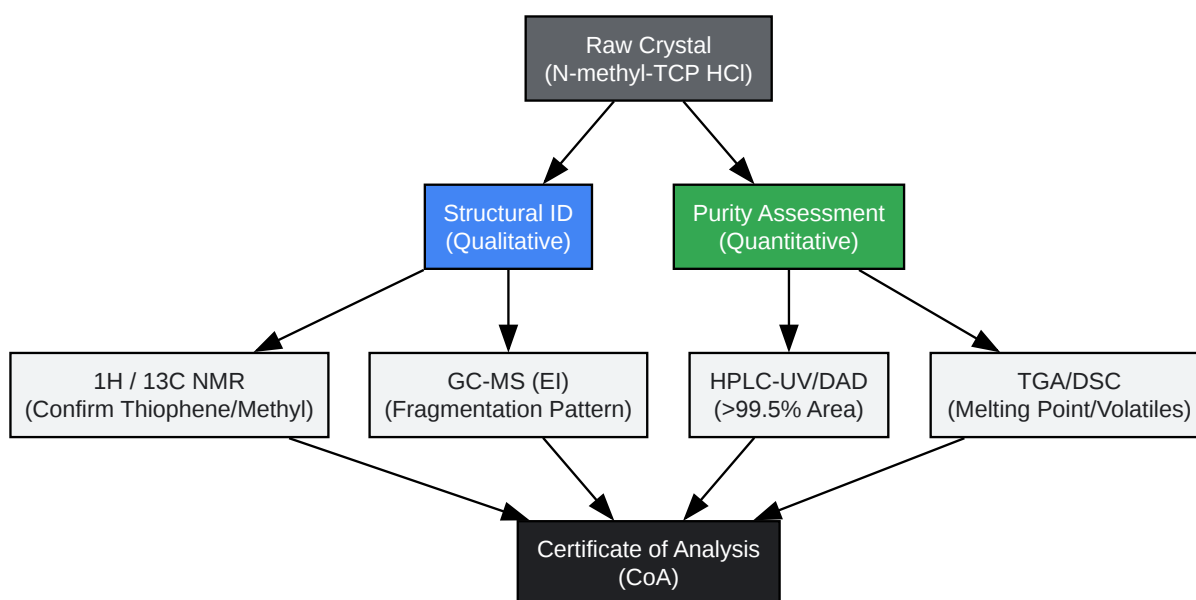 Raw Crystal
(N-methyl-TCP HCl)
Structural ID
(Qualitative)
Purity Assessment
(Quantitative)
1H / 13C NMR
(Confirm Thiophene/Methyl)
GC-MS (EI)
(Fragmentation Pattern)
HPLC-UV/DAD
(>99.5% Area)
TGA/DSC
(Melting Point/Volatiles)
Certificate of Analysis
(CoA)